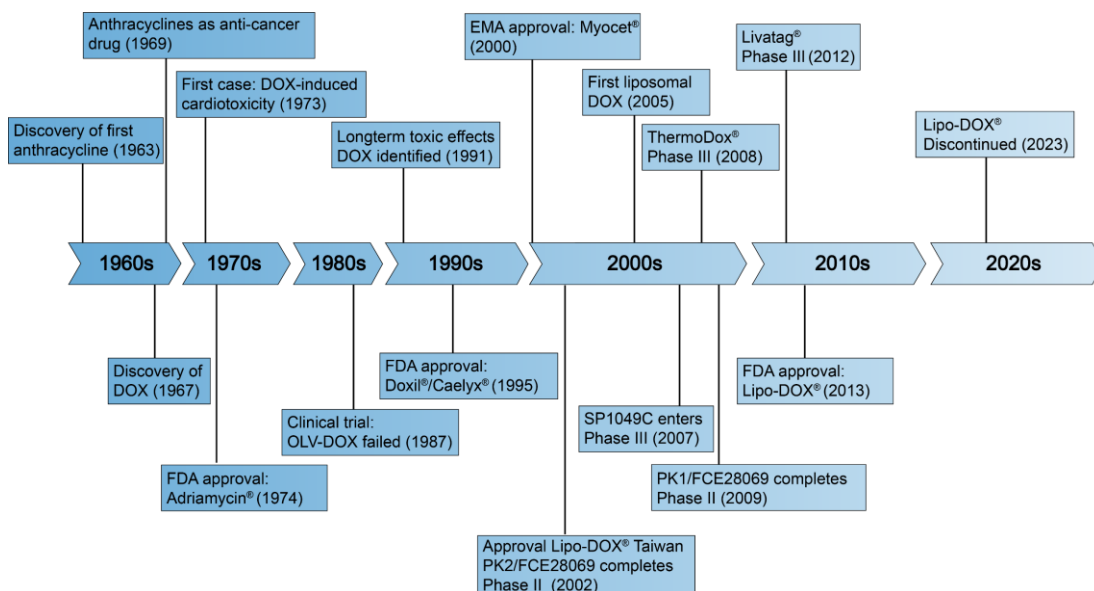 Anthracyclines as anti-cancer
drug (1969)
EMA approval: Myocet®
(2000)
Livatag®
Phase III (2012)
First case: DOX-induced
cardiotoxicity (1973)
First liposomal
DOX (2005)
Discovery of first
anthracycline (1963)
Longterm toxic effects
DOX identified (1991)
ThermoDox®
Phase III (2008)
Lipo-DOX®
Discontinued (2023)
1960s
1970s
1980s
1990s
2000s
2010s
2020s
Discovery of
DOX (1967)
FDA approval:
Doxil®/Caelyx® (1995)
FDA approval:
Lipo-DOX® (2013)
Clinical trial:
OLV-DOX failed (1987)
SP1049C enters
Phase III (2007)
FDA approval:
Adriamycin® (1974)
PK1/FCE28069 completes
Phase II (2009)
Approval Lipo-DOX® Taiwan
PK2/FCE28069 completes
Phase II (2002)